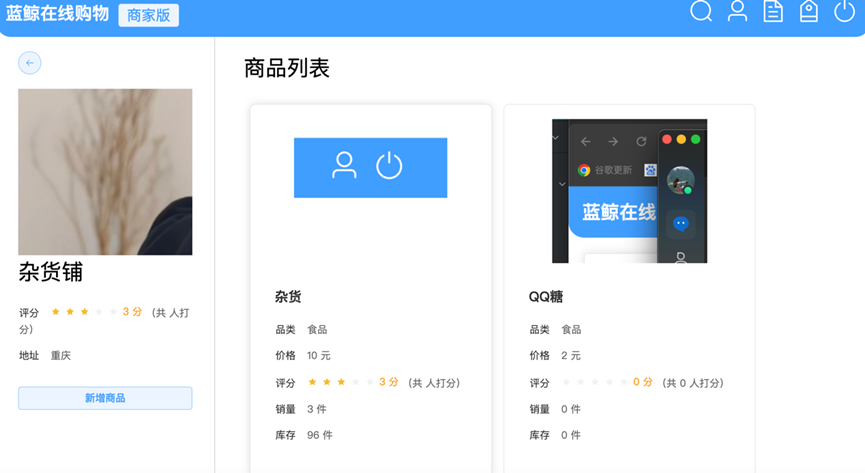 蓝鲸在线购物 商家版
商品列表
杂货铺
评分 3 分 (共 人打
分)
地址 重庆
新增商品
杂货
品类 食品
价格 10 元
评分 3 分 (共 人打分)
销量 3 件
库存 96 件
谷歌更新
蓝鲸在线
QQ糖
品类 食品
价格 2 元
评分 0 分 (共 0 人打分)
销量 0 件
库存 0 件